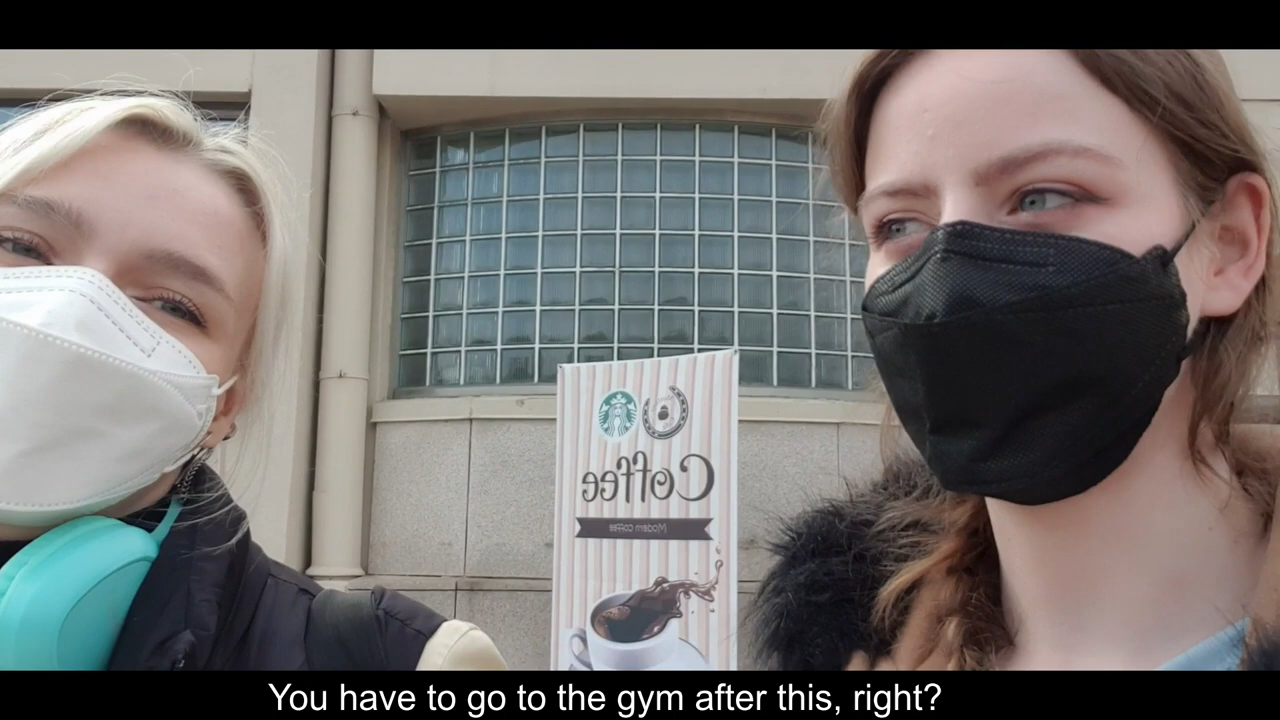 Coffee
Modern coffee
You have to go to the gym after this, right?